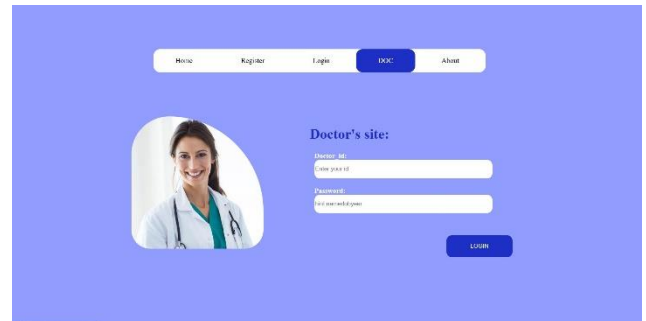 Home Register Login DOC About
Doctor's site:
Doctor_id:
Enter your id
Password:
LOGIN